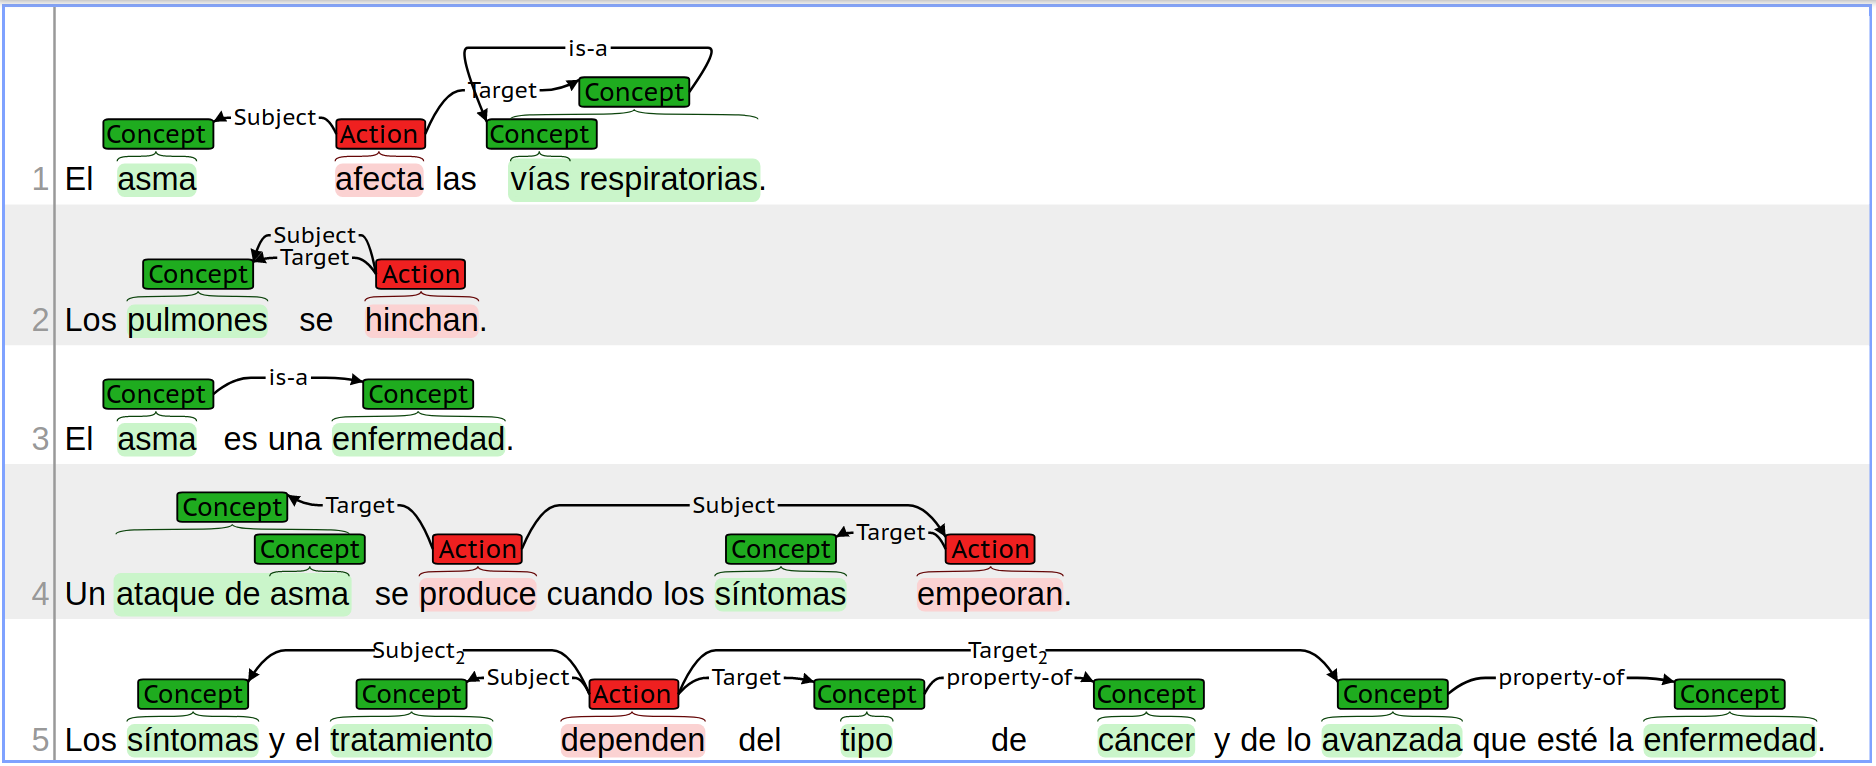 is-a
Target Concept
Subject
Concept Action Concept
1 El asma afecta las vías respiratorias.
Subject
Target
Concept Action
2 Los pulmones se hinchan.
is-a
Concept Concept
3 El asma es una enfermedad.
Concept Target Subject
Target
Concept Action Concept Action
4 Un ataque de asma se produce cuando los síntomas empeoran.
Subject2 Target2
Subject Target property-of property-of
Concept Concept Action Concept Concept Concept Concept
5 Los síntomas y el tratamiento dependen del tipo de cáncer y de lo avanzada que esté la enfermedad.